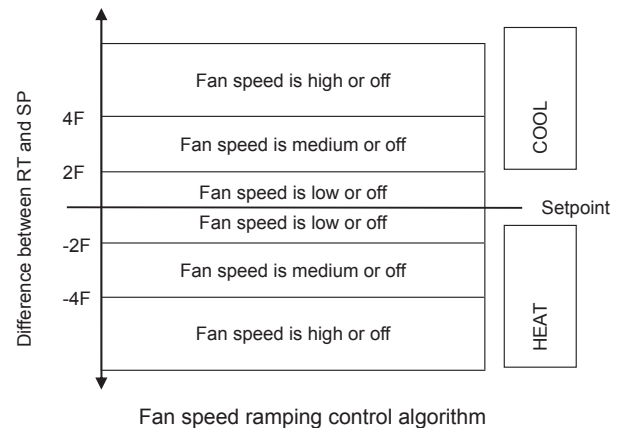 Difference between RT and SP
Fan speed is high or off
4F
Fan speed is medium or off
2F
Fan speed is low or off
Setpoint
Fan speed is low or off
-2F
Fan speed is medium or off
-4F
Fan speed is high or off
COOL
HEAT
Fan speed ramping control algorithm